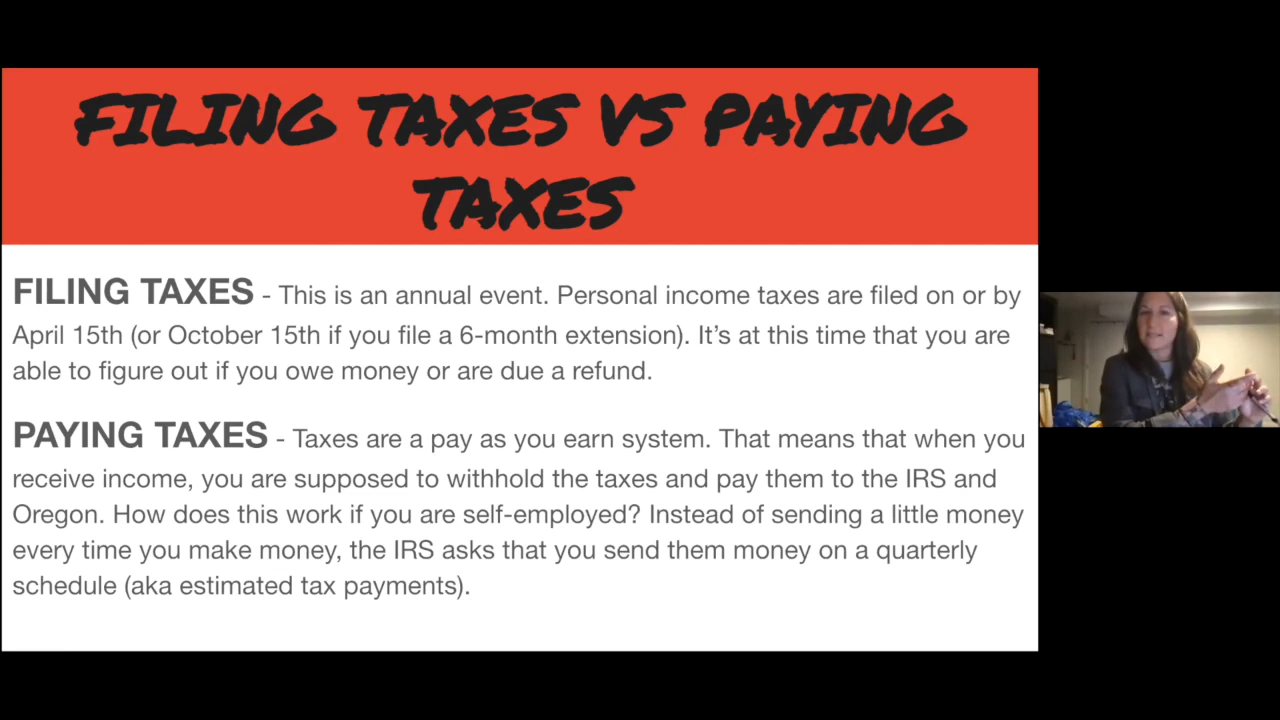 FILING TAXES VS PAYING
TAXES
FILING TAXES - This is an annual event. Personal income taxes are filed on or by
April 15th (or October 15th if you file a 6-month extension). It's at this time that you are
able to figure out if you owe money or are due a refund.
PAYING TAXES - Taxes are a pay as you earn system. That means that when you
receive income, you are supposed to withhold the taxes and pay them to the IRS and
Oregon. How does this work if you are self-employed? Instead of sending a little money
every time you make money, the IRS asks that you send them money on a quarterly
schedule (aka estimated tax payments).